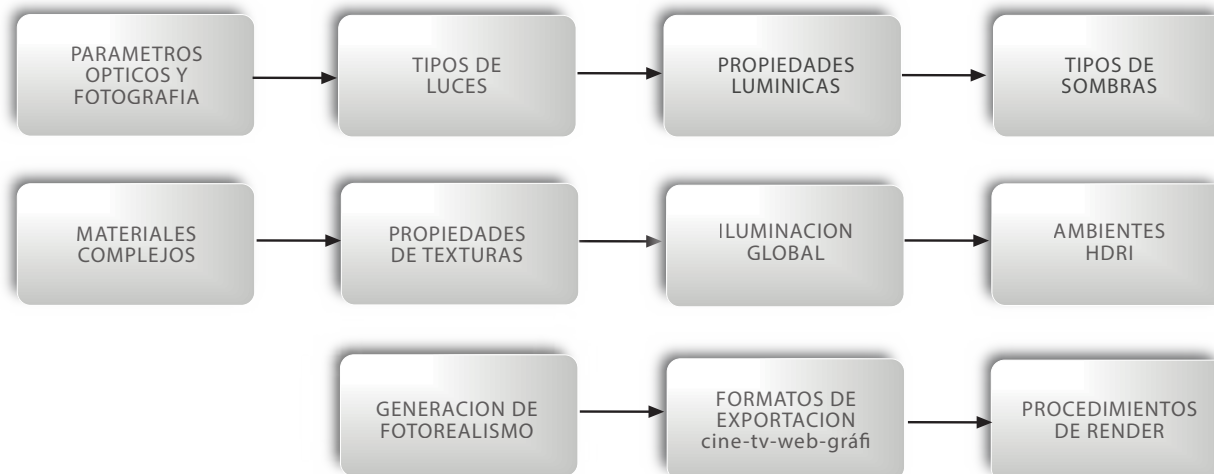 PARAMETROS
OPTICOS Y
FOTOGRAFIA
TIPOS DE
LUCES
PROPIEDADES
LUMINICAS
TIPOS DE
SOMBRAS
MATERIALES
COMPLEJOS
PROPIEDADES
DE TEXTURAS
ILUMINACION
GLOBAL
AMBIENTES
HDRI
GENERACION DE
FOTOREALISMO
FORMATOS DE
EXPORTACION
cine-tv-web-gráfi
PROCEDIMIENTOS
DE RENDER